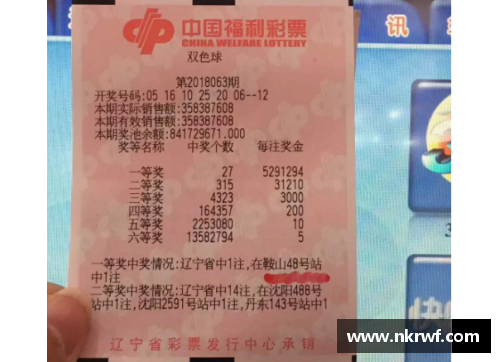 中国福利彩票
CHINA WELFARE LOTTERY
双色球
第2018063期
开奖号码:05 16 10 25 20 06--12
本期实际销售额:358387608
本期有效销售额:358387608
本期奖池余额:841729671.000
奖等名称 中奖个数 每注奖金
一等奖 27 5291294
二等奖 315 31210
三等奖 4323 3000
四等奖 164357 200
五等奖 2253080 10
六等奖 13582794 5
一等奖中奖情况:辽宁省中1注,在鞍山48号站
中1注
二等奖中奖情况:辽宁省中14注,在沈阳488号
站中1注,沈阳2591号站中1注,丹东143号站中1
辽宁省彩票发行中心承销
讯
www.nkrwf.com